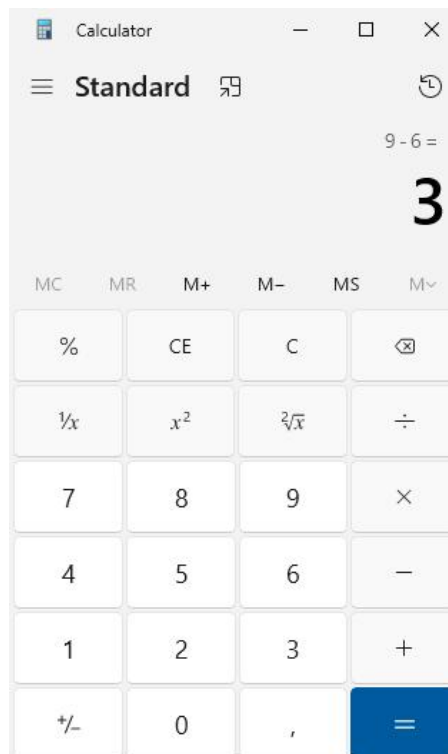 Calculator
Standard
9 - 6 =
3
MC MR M+ M− MS M
% CE C
¹/x x² ²√x ÷
7 8 9 ×
4 5 6 −
1 2 3 +
+/− 0 , =